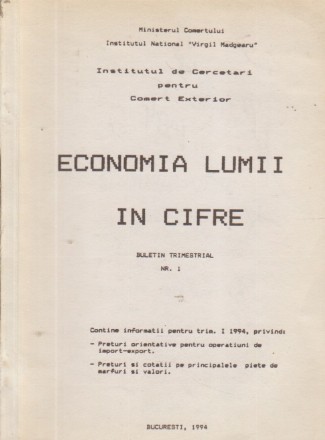 Ministerul Comertului
Institutul National "Virgil Madgearu"
Institutul de Cercetari
pentru
Comert Exterior
ECONOMIA LUMII
IN CIFRE
BULETIN TRIMESTRIAL
NR. 1
Contine informatii pentru trim. I 1994, privind:
- Preturi orientative pentru operatiuni de
import-export.
- Preturi si cotatii pe principalele piete de
marfuri si valori.
BUCURESTI, 1994